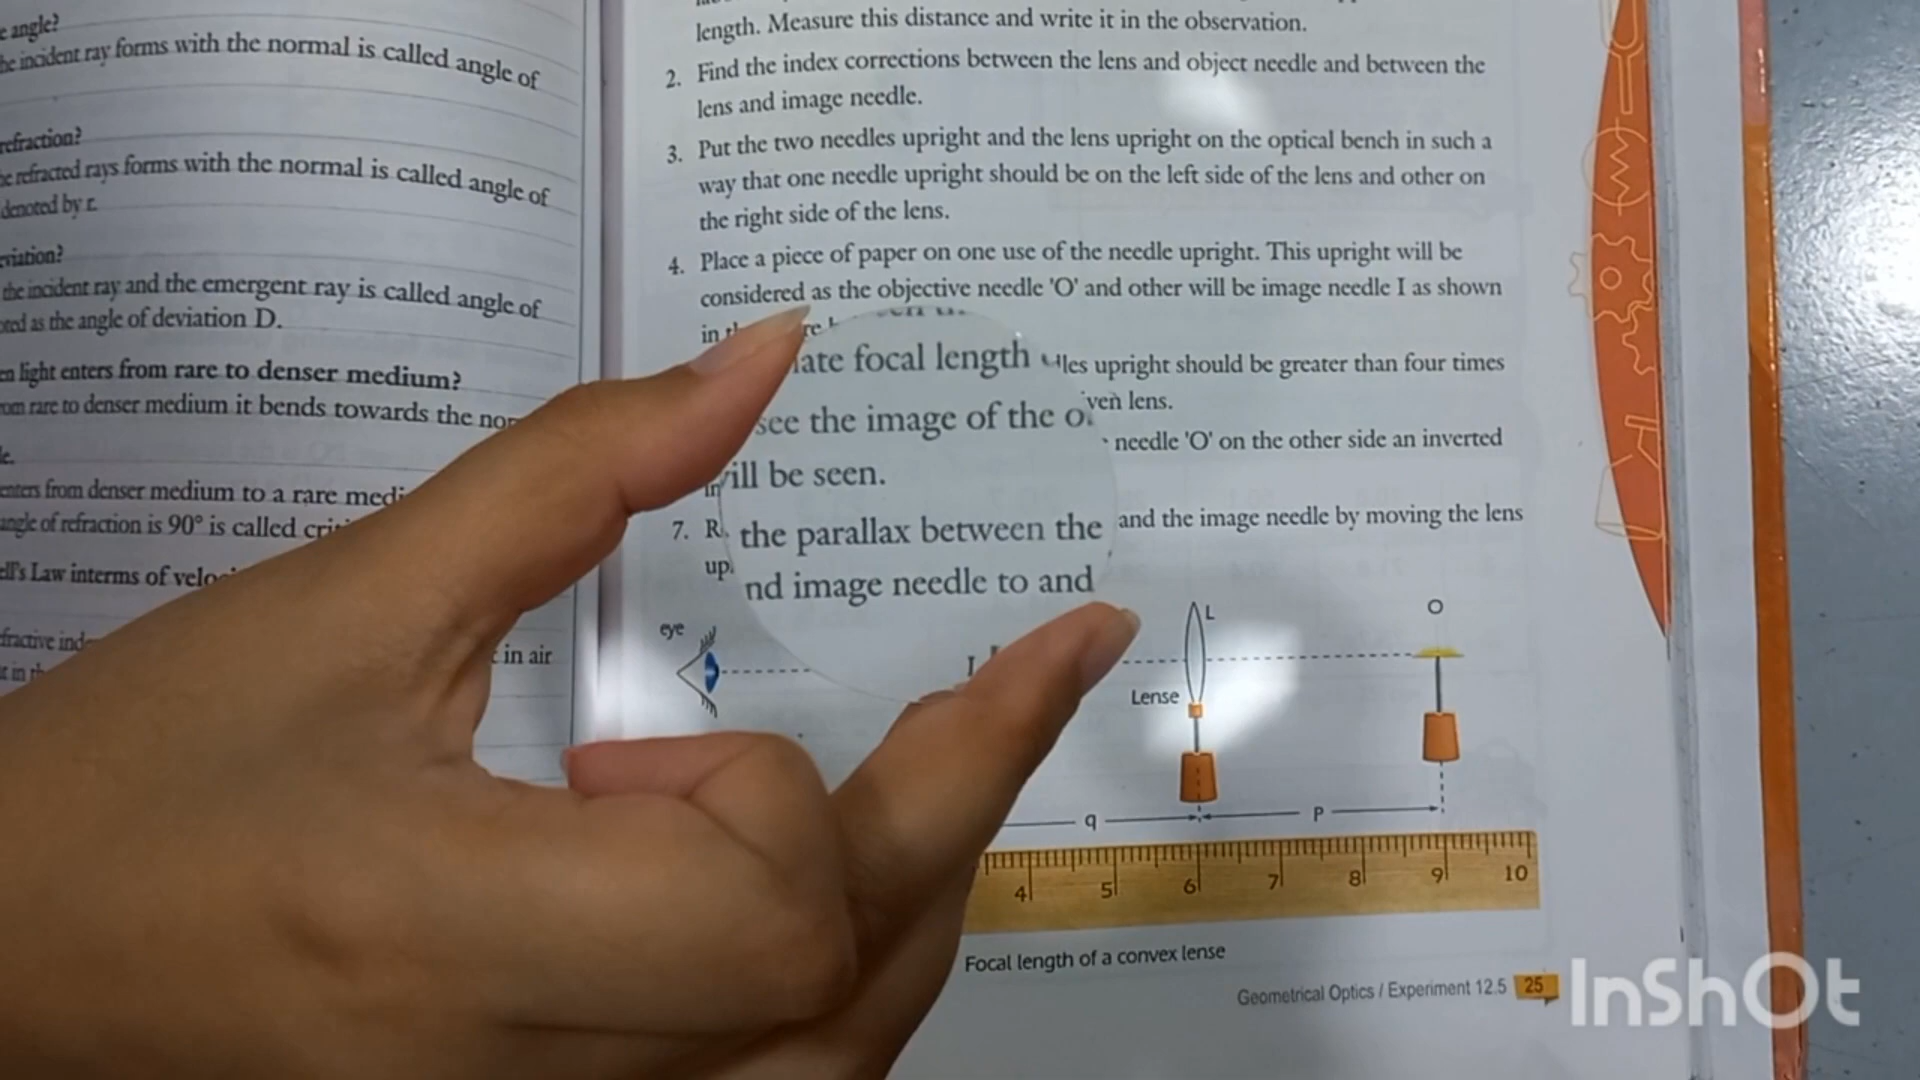 e angle?
he incident ray forms with the normal is called angle of
refraction?
he refracted rays forms with the normal is called angle of
denoted by r.
eviation?
the incident ray and the emergent ray is called angle of
oted as the angle of deviation D.
en light enters from rare to denser medium?
om rare to denser medium it bends towards the nor
le.
enters from denser medium to a rare medi
angle of refraction is 90° is called cri
ell's Law interms of velo
efractive ind
in air
length. Measure this distance and write it in the observation.
2. Find the index corrections between the lens and object needle and between the
lens and image needle.
3. Put the two needles upright and the lens upright on the optical bench in such a
way that one needle upright should be on the left side of the lens and other on
the right side of the lens.
4. Place a piece of paper on one use of the needle upright. This upright will be
considered as the objective needle 'O' and other will be image needle I as shown
in
ate focal length
dles upright should be greater than four times
ven lens.
see the image of the o
needle 'O' on the other side an inverted
in
ill be seen.
7. R
the parallax between the
and the image needle by moving the lens
up
nd image needle to and
eye
I
L
O
Lense
q
P
4 5 6 7 8 9 10
Focal length of a convex lense
Geometrical Optics / Experiment 12.5 25
InShOt